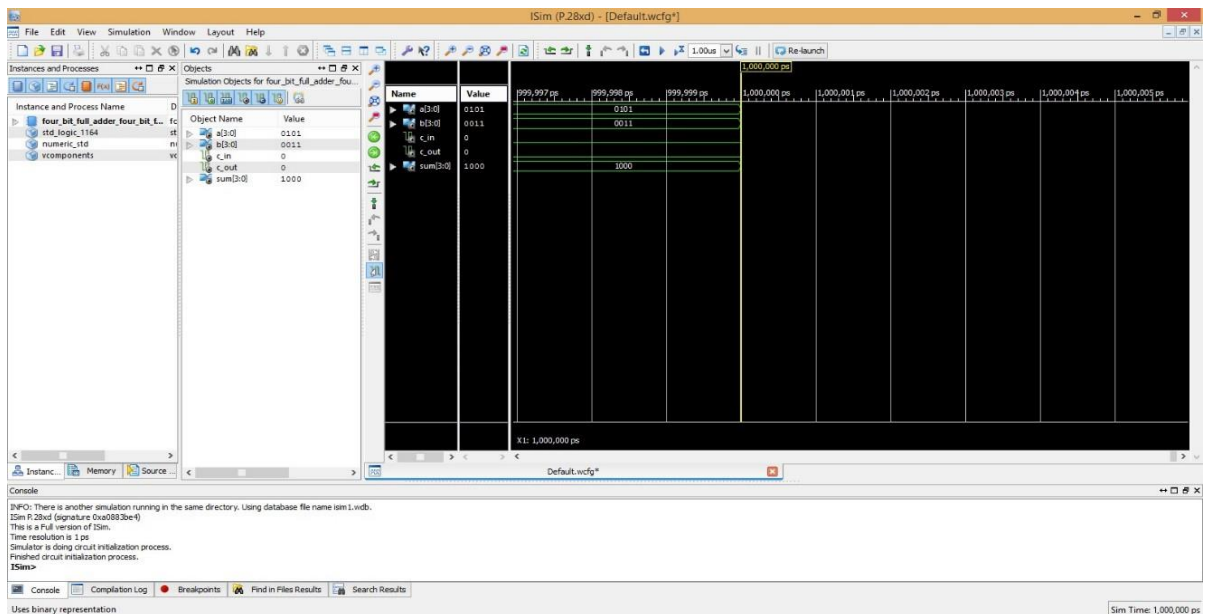 ISim (P.28xd) - [Default.wcfg*]
File Edit View Simulation Window Layout Help
1.00us Re-launch
Instances and Processes
Instance and Process Name D
four_bit_full_adder_four_bit_t... fc
std_logic_1164 st
numeric_std
vcomponents vc
Instanc... Memory Source ...
Objects
Simulation Objects for four_bit_full_adder_fou...
Object Name Value
a[3:0] 0101
b[3:0] 0011
c_in 0
c_out 0
sum[3:0] 1000
Name Value
a[3:0] 0101
b[3:0] 0011
c_in 0
c_out 0
sum[3:0] 1000
1,000,000 ps
999,997 ps 999,998 ps 999,999 ps 1,000,000 ps 1,000,001 ps 1,000,002 ps 1,000,003 ps 1,000,004 ps 1,000,005 ps
0101
0011
1000
X1: 1,000,000 ps
Default.wcfg*
Console
INFO: There is another simulation running in the same directory. Using database file name isim1.wdb.
ISim P.28xd (signature 0xa0883be4)
This is a Full version of ISim.
Time resolution is 1 ps
Simulator is doing circuit initialization process.
Finished circuit initialization process.
ISim>
Console Compilation Log Breakpoints Find in Files Results Search Results
Uses binary representation Sim Time: 1,000,000 ps